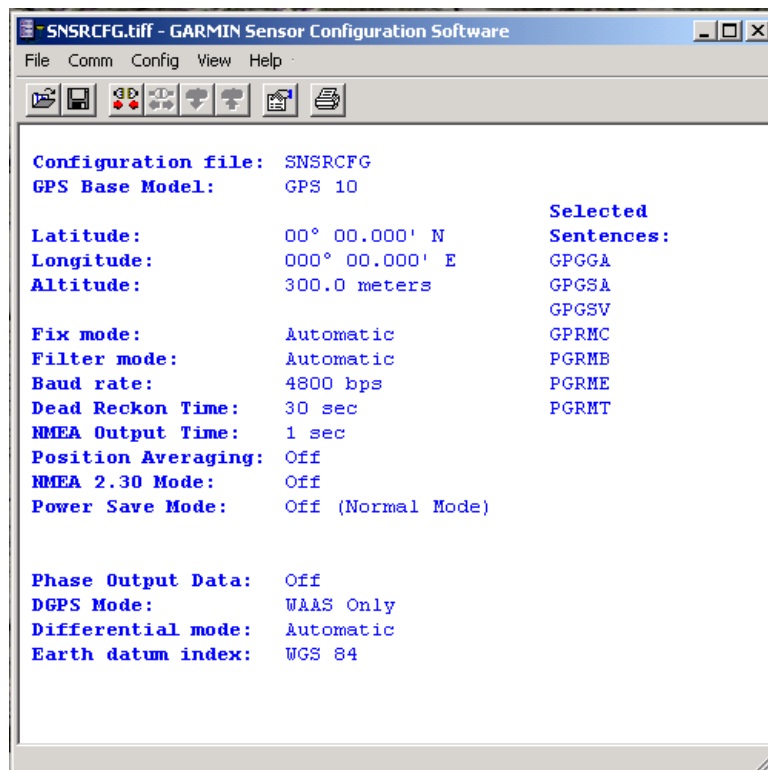 SNSRCFG.tiff - GARMIN Sensor Configuration Software
File Comm Config View Help
Configuration file: SNSRCFG
GPS Base Model: GPS 10
Selected
Latitude: 00° 00.000' N Sentences:
Longitude: 000° 00.000' E GPGGA
Altitude: 300.0 meters GPGSA
GPGSV
Fix mode: Automatic GPRMC
Filter mode: Automatic PGRMB
Baud rate: 4800 bps PGRME
Dead Reckon Time: 30 sec PGRMT
NMEA Output Time: 1 sec
Position Averaging: Off
NMEA 2.30 Mode: Off
Power Save Mode: Off (Normal Mode)
Phase Output Data: Off
DGPS Mode: WAAS Only
Differential mode: Automatic
Earth datum index: WGS 84